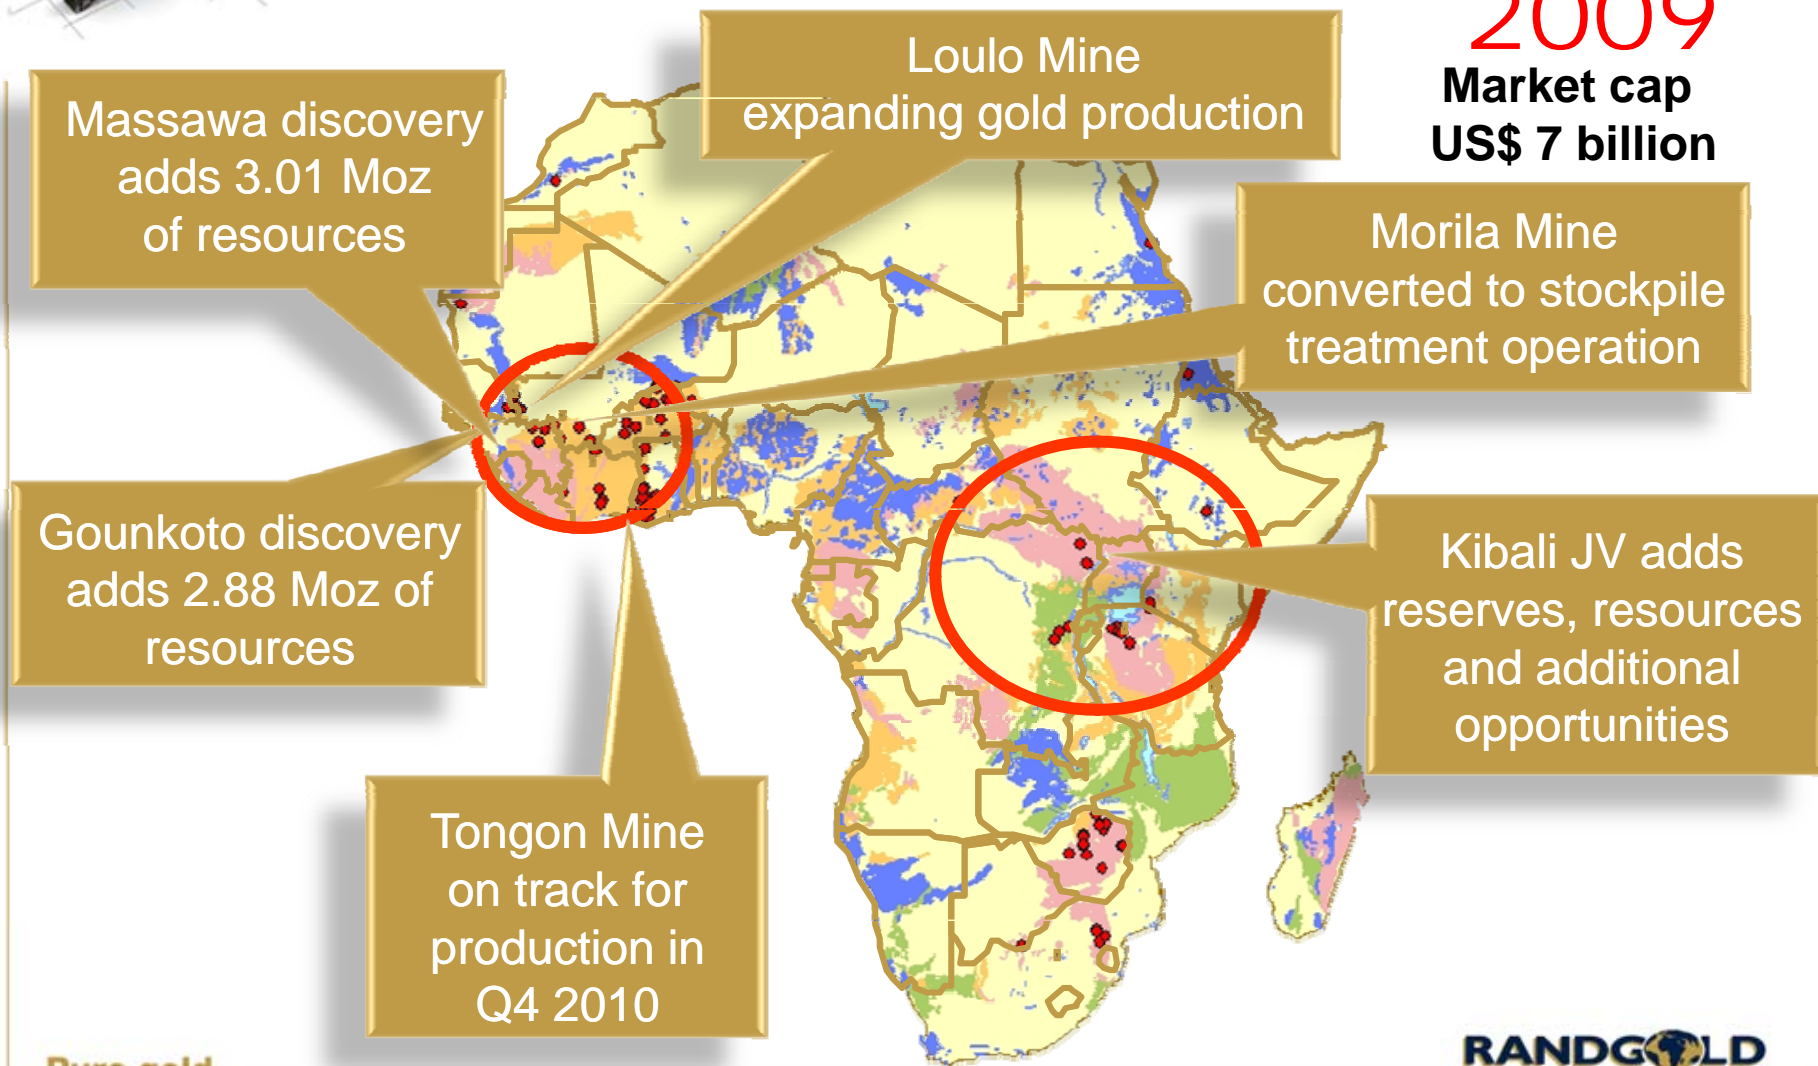 2009
Market cap
US$ 7 billion
Loulo Mine
expanding gold production
Massawa discovery
adds 3.01 Moz
of resources
Morila Mine
converted to stockpile
treatment operation
Gounkoto discovery
adds 2.88 Moz of
resources
Kibali JV adds
reserves, resources
and additional
opportunities
Tongon Mine
on track for
production in
Q4 2010
Pure gold
RANDGOLD